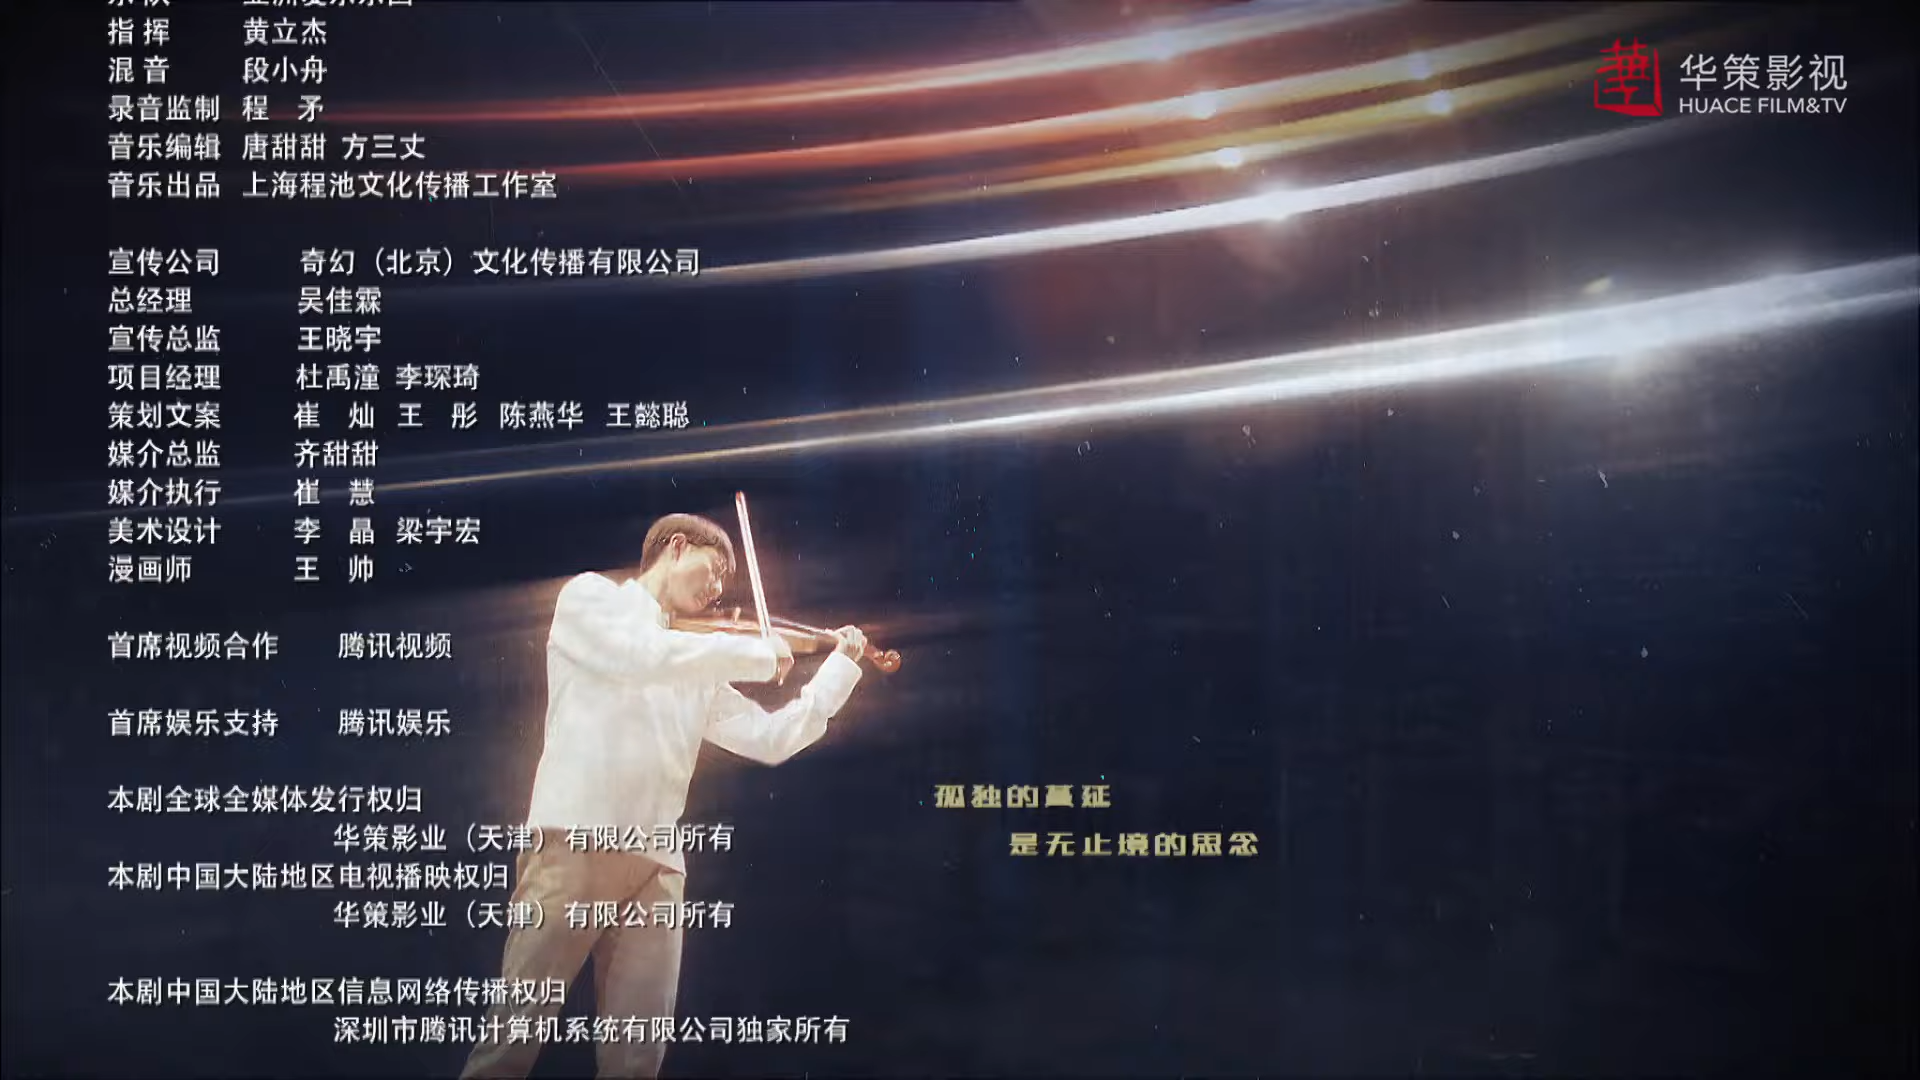 指 挥 黄立杰
混 音 段小舟
录音监制 程 矛
音乐编辑 唐甜甜 方三丈
音乐出品 上海程池文化传播工作室
華 华策影视
HUACE FILM&TV
宣传公司 奇幻（北京）文化传播有限公司
总经理 吴佳霖
宣传总监 王晓宇
项目经理 杜禹潼 李琛琦
策划文案 崔 灿 王 彤 陈燕华 王懿聪
媒介总监 齐甜甜
媒介执行 崔 慧
美术设计 李 晶 梁宇宏
漫画师 王 帅
首席视频合作 腾讯视频
首席娱乐支持 腾讯娱乐
本剧全球全媒体发行权归
华策影业（天津）有限公司所有
本剧中国大陆地区电视播映权归
华策影业（天津）有限公司所有
本剧中国大陆地区信息网络传播权归
深圳市腾讯计算机系统有限公司独家所有
孤独的蔓延
是无止境的思念